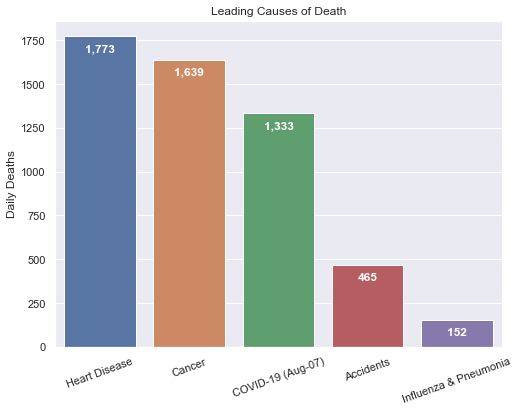 Leading Causes of Death
Daily Deaths
1750
1500
1250
1000
750
500
250
0
1,773
1,639
1,333
465
152
Heart Disease
Cancer
COVID-19 (Aug-07)
Accidents
Influenza & Pneumonia